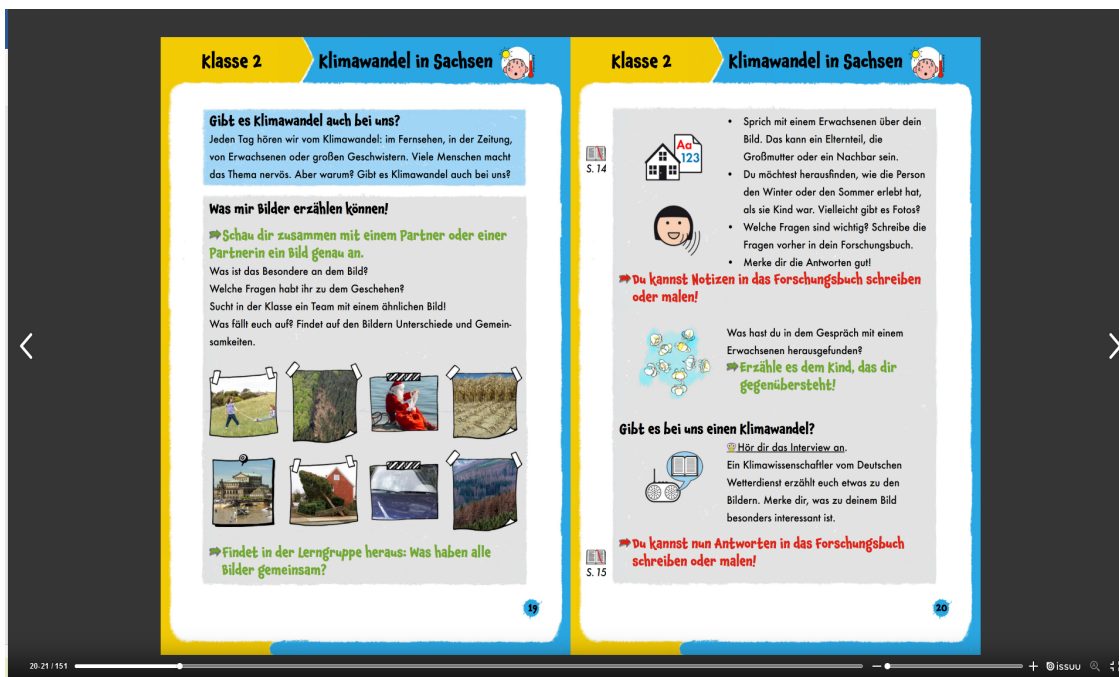 Klasse 2
Klimawandel in Sachsen
Gibt es Klimawandel auch bei uns?
Jeden Tag hören wir vom Klimawandel: im Fernsehen, in der Zeitung,
von Erwachsenen oder großen Geschwistern. Viele Menschen macht
das Thema nervös. Aber warum? Gibt es Klimawandel auch bei uns?
Was mir Bilder erzählen können!
Schau dir zusammen mit einem Partner oder einer
Partnerin ein Bild genau an.
Was ist das Besondere an dem Bild?
Welche Fragen habt ihr zu dem Geschehen?
Sucht in der Klasse ein Team mit einem ähnlichen Bild!
Was fällt euch auf? Findet auf den Bildern Unterschiede und Gemein-
samkeiten.
Findet in der Lerngruppe heraus: Was haben alle
Bilder gemeinsam?
19
Klasse 2
Klimawandel in Sachsen
S. 14
Aa
123
• Sprich mit einem Erwachsenen über dein
Bild. Das kann ein Elternteil, die
Großmutter oder ein Nachbar sein.
• Du möchtest herausfinden, wie die Person
den Winter oder den Sommer erlebt hat,
als sie Kind war. Vielleicht gibt es Fotos?
• Welche Fragen sind wichtig? Schreibe die
Fragen vorher in dein Forschungsbuch.
• Merke dir die Antworten gut!
Du kannst Notizen in das Forschungsbuch schreiben
oder malen!
Was hast du in dem Gespräch mit einem
Erwachsenen herausgefunden?
Erzähle es dem Kind, das dir
gegenübersteht!
Gibt es bei uns einen Klimawandel?
Hör dir das Interview an.
Ein Klimawissenschaftler vom Deutschen
Wetterdienst erzählt euch etwas zu den
Bildern. Merke dir, was zu deinem Bild
besonders interessant ist.
Du kannst nun Antworten in das Forschungsbuch
schreiben oder malen!
S. 15
20
20-21 / 151
issuu